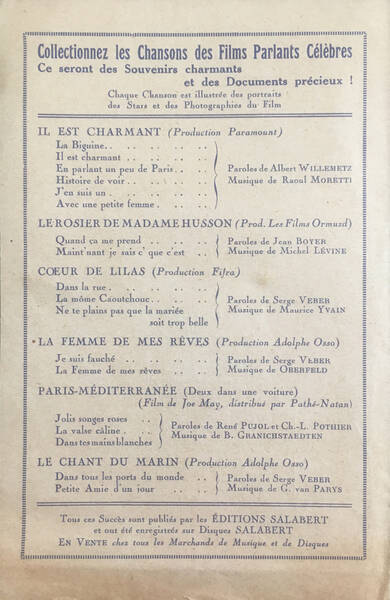 Collectionnez les Chansons des Films Parlants Célèbres
Ce seront des Souvenirs charmants
et des Documents précieux !
Chaque Chanson est illustrée des portraits
des Stars et des Photographies du Film
IL EST CHARMANT (Production Paramount)
La Biguine. . .. .. ..
Il est charmant .. .. ..
En parlant un peu de Paris. . ..
Histoire de voir . . .. .. ..
J'en suis un . .. .. ..
Avec une petite femme . . ..
Paroles de Albert WILLEMETZ
Musique de Raoul MORETTI
LE ROSIER DE MADAME HUSSON (Prod. Les Films Ormuzd)
Quand ça me prend .. .. ..
Maint'nant je sais c' que c'est ..
Paroles de Jean BOYER
Musique de Michel LÉVINE
CŒUR DE LILAS (Production Fifra)
Dans la rue . . .. .. ..
La môme Caoutchouc. . .. ..
Ne te plains pas que la mariée
soit trop belle
Paroles de Serge VEBER
Musique de Maurice YVAIN
LA FEMME DE MES RÊVES (Production Adolphe Osso)
Je suis fauché .. .. ..
La Femme de mes rêves .. ..
Paroles de Serge VEBER
Musique de OBERFELD
PARIS-MÉDITERRANÉE (Deux dans une voiture)
(Film de Joe May, distribué par Pathé-Natan)
Jolis songes roses .. ..
La valse câline . . .. ..
Dans tes mains blanches ..
Paroles de René PUJOL et Ch.-L. POTHIER
Musique de B. GRANICHSTAEDTEN
LE CHANT DU MARIN (Production Adolphe Osso)
Dans tous les ports du monde ..
Petite Amie d'un jour .. ..
Paroles de Serge VEBER
Musique de G. van PARYS
Tous ces Succès sont publiés par les ÉDITIONS SALABERT
et ont été enregistrés sur Disques SALABERT
EN VENTE chez tous les Marchands de Musique et de Disques